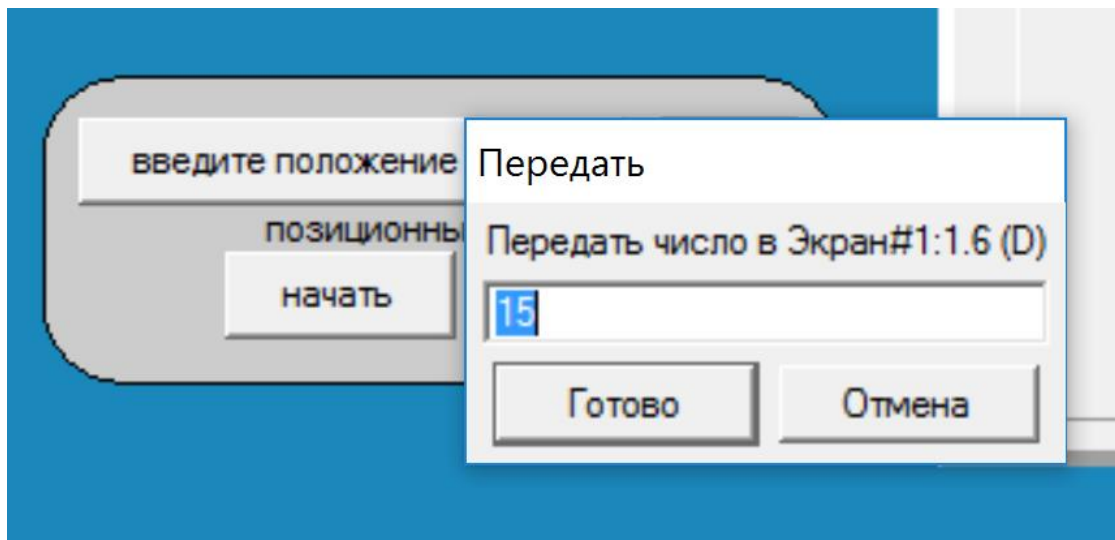 введите положение
позиционны
начать
Передать
Передать число в Экран#1:1.6 (D)
15
Готово
Отмена